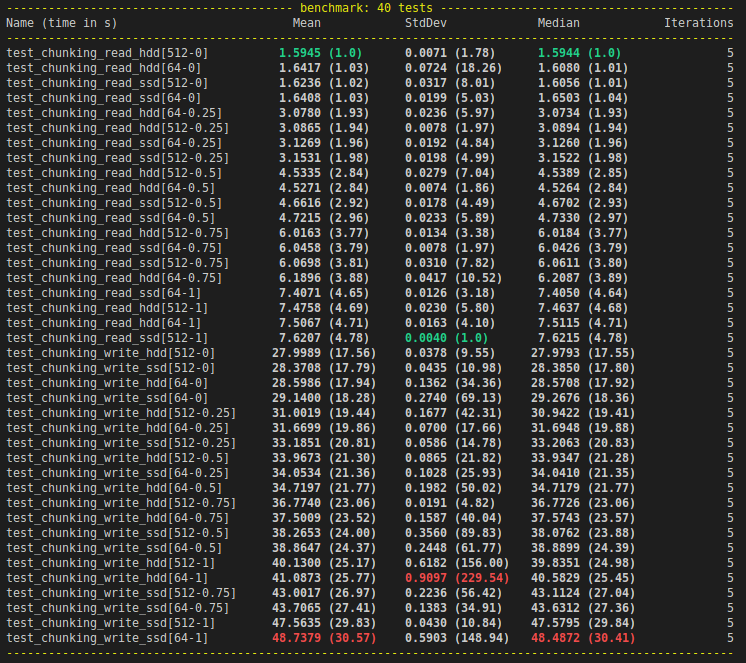 ----------------------------------------- benchmark: 40 tests ------------------------------------------
Name (time in s)                         Mean            StdDev             Median            Iterations
--------------------------------------------------------------------------------------------------------
test_chunking_read_hdd[512-0]          1.5945 (1.0)      0.0071 (1.78)      1.5944 (1.0)               5
test_chunking_read_hdd[64-0]           1.6417 (1.03)     0.0724 (18.26)     1.6080 (1.01)              5
test_chunking_read_ssd[512-0]          1.6236 (1.02)     0.0317 (8.01)      1.6056 (1.01)              5
test_chunking_read_ssd[64-0]           1.6408 (1.03)     0.0199 (5.03)      1.6503 (1.04)              5
test_chunking_read_hdd[64-0.25]        3.0780 (1.93)     0.0236 (5.97)      3.0734 (1.93)              5
test_chunking_read_hdd[512-0.25]       3.0865 (1.94)     0.0078 (1.97)      3.0894 (1.94)              5
test_chunking_read_ssd[64-0.25]        3.1269 (1.96)     0.0192 (4.84)      3.1260 (1.96)              5
test_chunking_read_ssd[512-0.25]       3.1531 (1.98)     0.0198 (4.99)      3.1522 (1.98)              5
test_chunking_read_hdd[512-0.5]        4.5335 (2.84)     0.0279 (7.04)      4.5389 (2.85)              5
test_chunking_read_hdd[64-0.5]         4.5271 (2.84)     0.0074 (1.86)      4.5264 (2.84)              5
test_chunking_read_ssd[512-0.5]        4.6616 (2.92)     0.0178 (4.49)      4.6702 (2.93)              5
test_chunking_read_ssd[64-0.5]         4.7215 (2.96)     0.0233 (5.89)      4.7330 (2.97)              5
test_chunking_read_hdd[512-0.75]       6.0163 (3.77)     0.0134 (3.38)      6.0184 (3.77)              5
test_chunking_read_ssd[64-0.75]        6.0458 (3.79)     0.0078 (1.97)      6.0426 (3.79)              5
test_chunking_read_ssd[512-0.75]       6.0698 (3.81)     0.0310 (7.82)      6.0611 (3.80)              5
test_chunking_read_hdd[64-0.75]        6.1896 (3.88)     0.0417 (10.52)     6.2087 (3.89)              5
test_chunking_read_ssd[64-1]           7.4071 (4.65)     0.0126 (3.18)      7.4050 (4.64)              5
test_chunking_read_hdd[512-1]          7.4758 (4.69)     0.0230 (5.80)      7.4637 (4.68)              5
test_chunking_read_hdd[64-1]           7.5067 (4.71)     0.0163 (4.10)      7.5115 (4.71)              5
test_chunking_read_ssd[512-1]          7.6207 (4.78)     0.0040 (1.0)       7.6215 (4.78)              5
test_chunking_write_hdd[512-0]        27.9989 (17.56)    0.0378 (9.55)     27.9793 (17.55)             5
test_chunking_write_ssd[512-0]        28.3708 (17.79)    0.0435 (10.98)    28.3850 (17.80)             5
test_chunking_write_hdd[64-0]         28.5986 (17.94)    0.1362 (34.36)    28.5708 (17.92)             5
test_chunking_write_ssd[64-0]         29.1400 (18.28)    0.2740 (69.13)    29.2676 (18.36)             5
test_chunking_write_hdd[512-0.25]     31.0019 (19.44)    0.1677 (42.31)    30.9422 (19.41)             5
test_chunking_write_hdd[64-0.25]      31.6699 (19.86)    0.0700 (17.66)    31.6948 (19.88)             5
test_chunking_write_ssd[512-0.25]     33.1851 (20.81)    0.0586 (14.78)    33.2063 (20.83)             5
test_chunking_write_hdd[512-0.5]      33.9673 (21.30)    0.0865 (21.82)    33.9347 (21.28)             5
test_chunking_write_ssd[64-0.25]      34.0534 (21.36)    0.1028 (25.93)    34.0410 (21.35)             5
test_chunking_write_hdd[64-0.5]       34.7197 (21.77)    0.1982 (50.02)    34.7179 (21.77)             5
test_chunking_write_hdd[512-0.75]     36.7740 (23.06)    0.0191 (4.82)     36.7726 (23.06)             5
test_chunking_write_hdd[64-0.75]      37.5009 (23.52)    0.1587 (40.04)    37.5743 (23.57)             5
test_chunking_write_ssd[512-0.5]      38.2653 (24.00)    0.3560 (89.83)    38.0762 (23.88)             5
test_chunking_write_ssd[64-0.5]       38.8647 (24.37)    0.2448 (61.77)    38.8899 (24.39)             5
test_chunking_write_hdd[512-1]        40.1300 (25.17)    0.6182 (156.00)   39.8351 (24.98)             5
test_chunking_write_hdd[64-1]         41.0873 (25.77)    0.9097 (229.54)   40.5829 (25.45)             5
test_chunking_write_ssd[512-0.75]     43.0017 (26.97)    0.2236 (56.42)    43.1124 (27.04)             5
test_chunking_write_ssd[64-0.75]      43.7065 (27.41)    0.1383 (34.91)    43.6312 (27.36)             5
test_chunking_write_ssd[512-1]        47.5635 (29.83)    0.0430 (10.84)    47.5795 (29.84)             5
test_chunking_write_ssd[64-1]         48.7379 (30.57)    0.5903 (148.94)   48.4872 (30.41)             5
--------------------------------------------------------------------------------------------------------